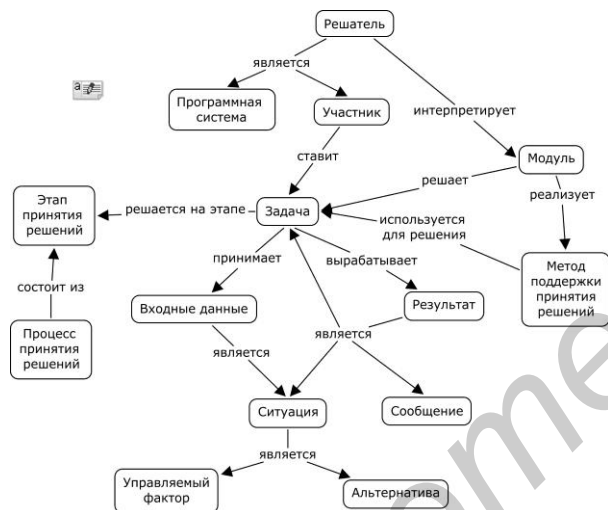 Решатель
является
Программная
система
Участник
интерпретирует
ставит
Модуль
решает
реализует
Этап
принятия
решений
решается на этапе
Задача
используется
для решения
принимает
вырабатывает
Метод
поддержки
принятия
решений
состоит из
Входные данные
Результат
Процесс
принятия
решений
является
является
Ситуация
Сообщение
является
Управляемый
фактор
Альтернатива